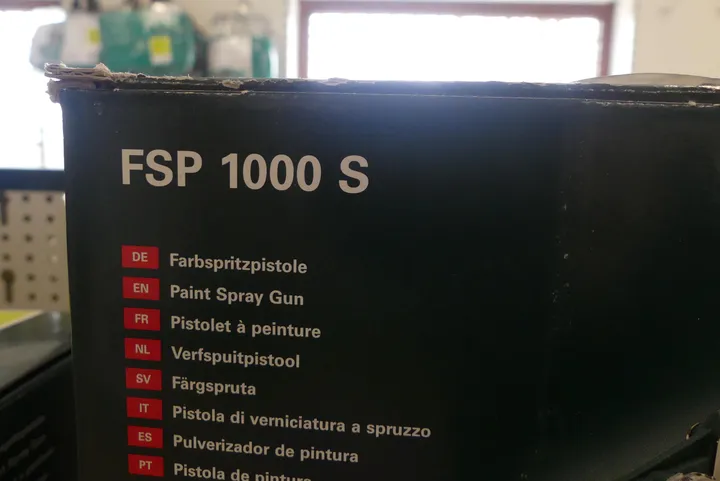 FSP 1000 S
DE Farbspritzpistole
EN Paint Spray Gun
FR Pistolet à peinture
NL Verfspuitpistool
SV Färgspruta
IT Pistola di verniciatura a spruzzo
ES Pulverizador de pintura
PT Pistola de pintura